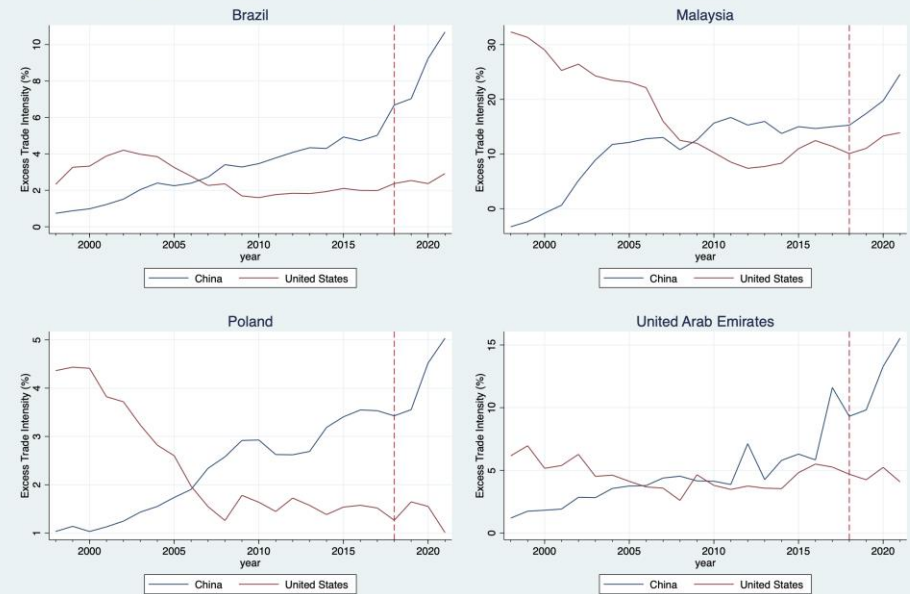 Brazil
Excess Trade Intensity (%)
10
8
6
4
2
0
2000 2005 2010 2015 2020
year
China United States
Malaysia
Excess Trade Intensity (%)
30
20
10
0
2000 2005 2010 2015 2020
year
China United States
Poland
Excess Trade Intensity (%)
5
4
3
2
1
2000 2005 2010 2015 2020
year
China United States
United Arab Emirates
Excess Trade Intensity (%)
15
10
5
0
2000 2005 2010 2015 2020
year
China United States